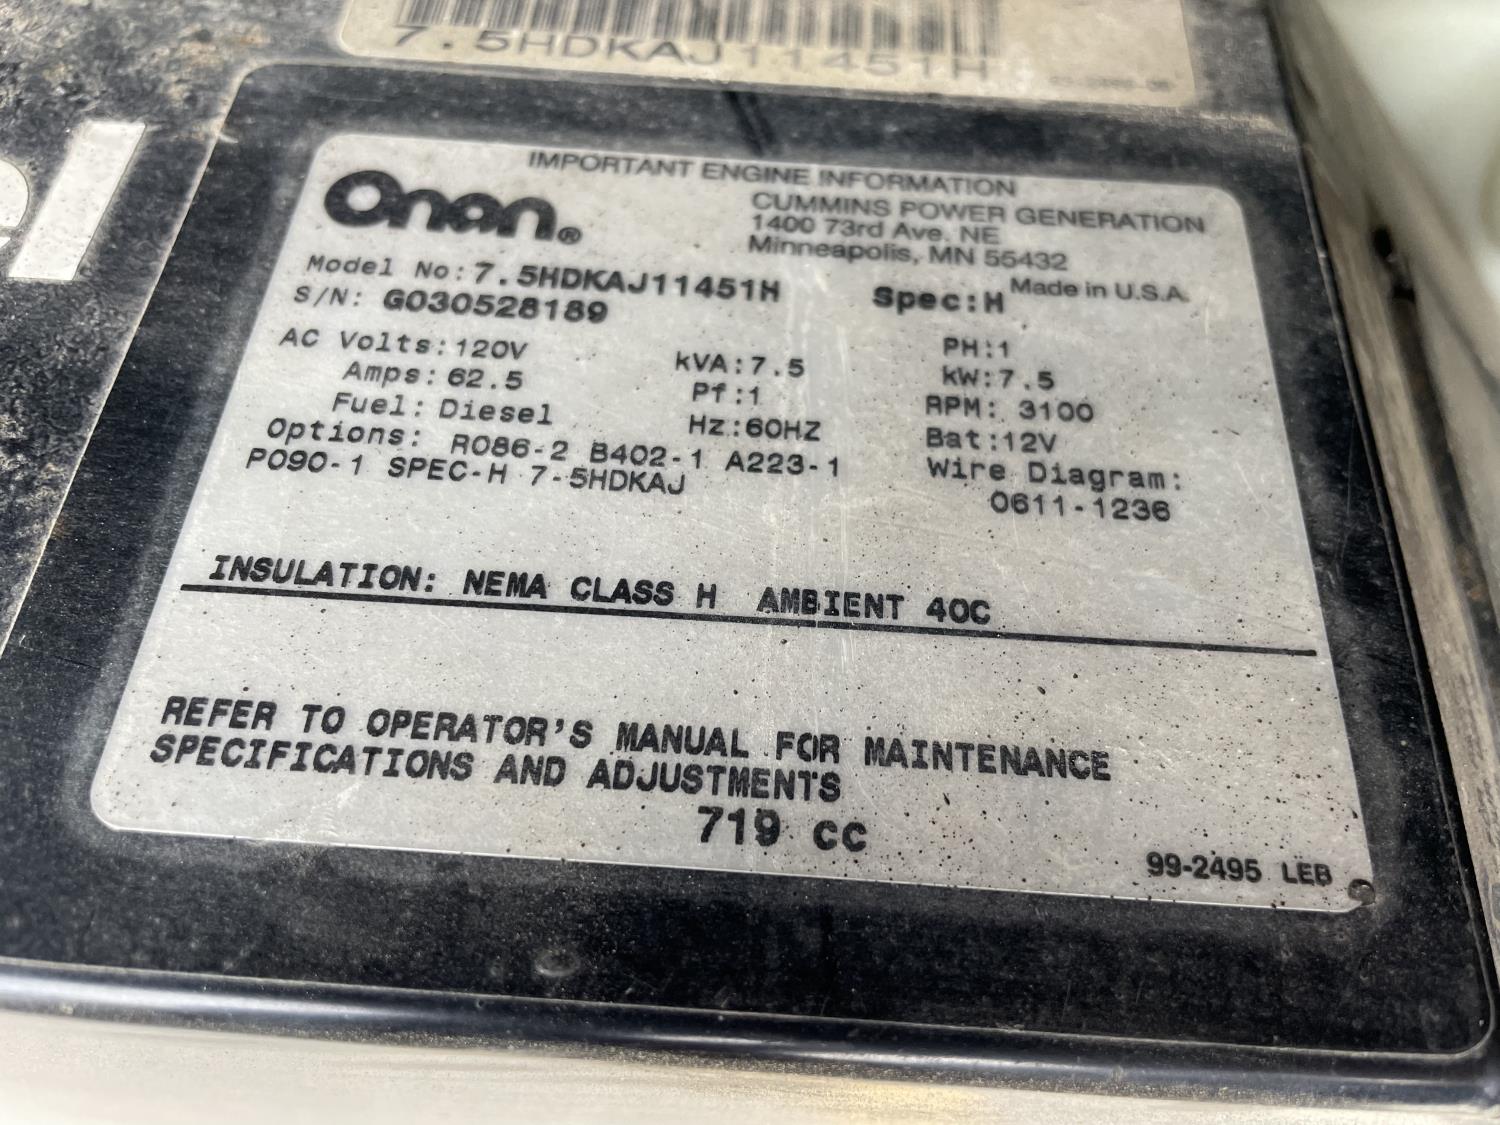 7.5HDKAJ11451H
el
IMPORTANT ENGINE INFORMATION
Onan®
CUMMINS POWER GENERATION
1400 73rd Ave. NE
Minneapolis, MN 55432
Model No: 7.5HDKAJ11451H
Spec:H
Made in U.S.A.
S/N: G030528189
AC Volts:120V
kVA:7.5
PH:1
Amps:62.5
Pf:1
kW:7.5
Fuel: Diesel
Hz:60HZ
RPM: 3100
Bat:12V
Options: R086-2 B402-1 A223-1
P090-1 SPEC-H 7-5HDKAJ
Wire Diagram:
0611-1236
INSULATION: NEMA CLASS H AMBIENT 40C
REFER TO OPERATOR'S MANUAL FOR MAINTENANCE
SPECIFICATIONS AND ADJUSTMENTS
719 cc
99-2495 LEB